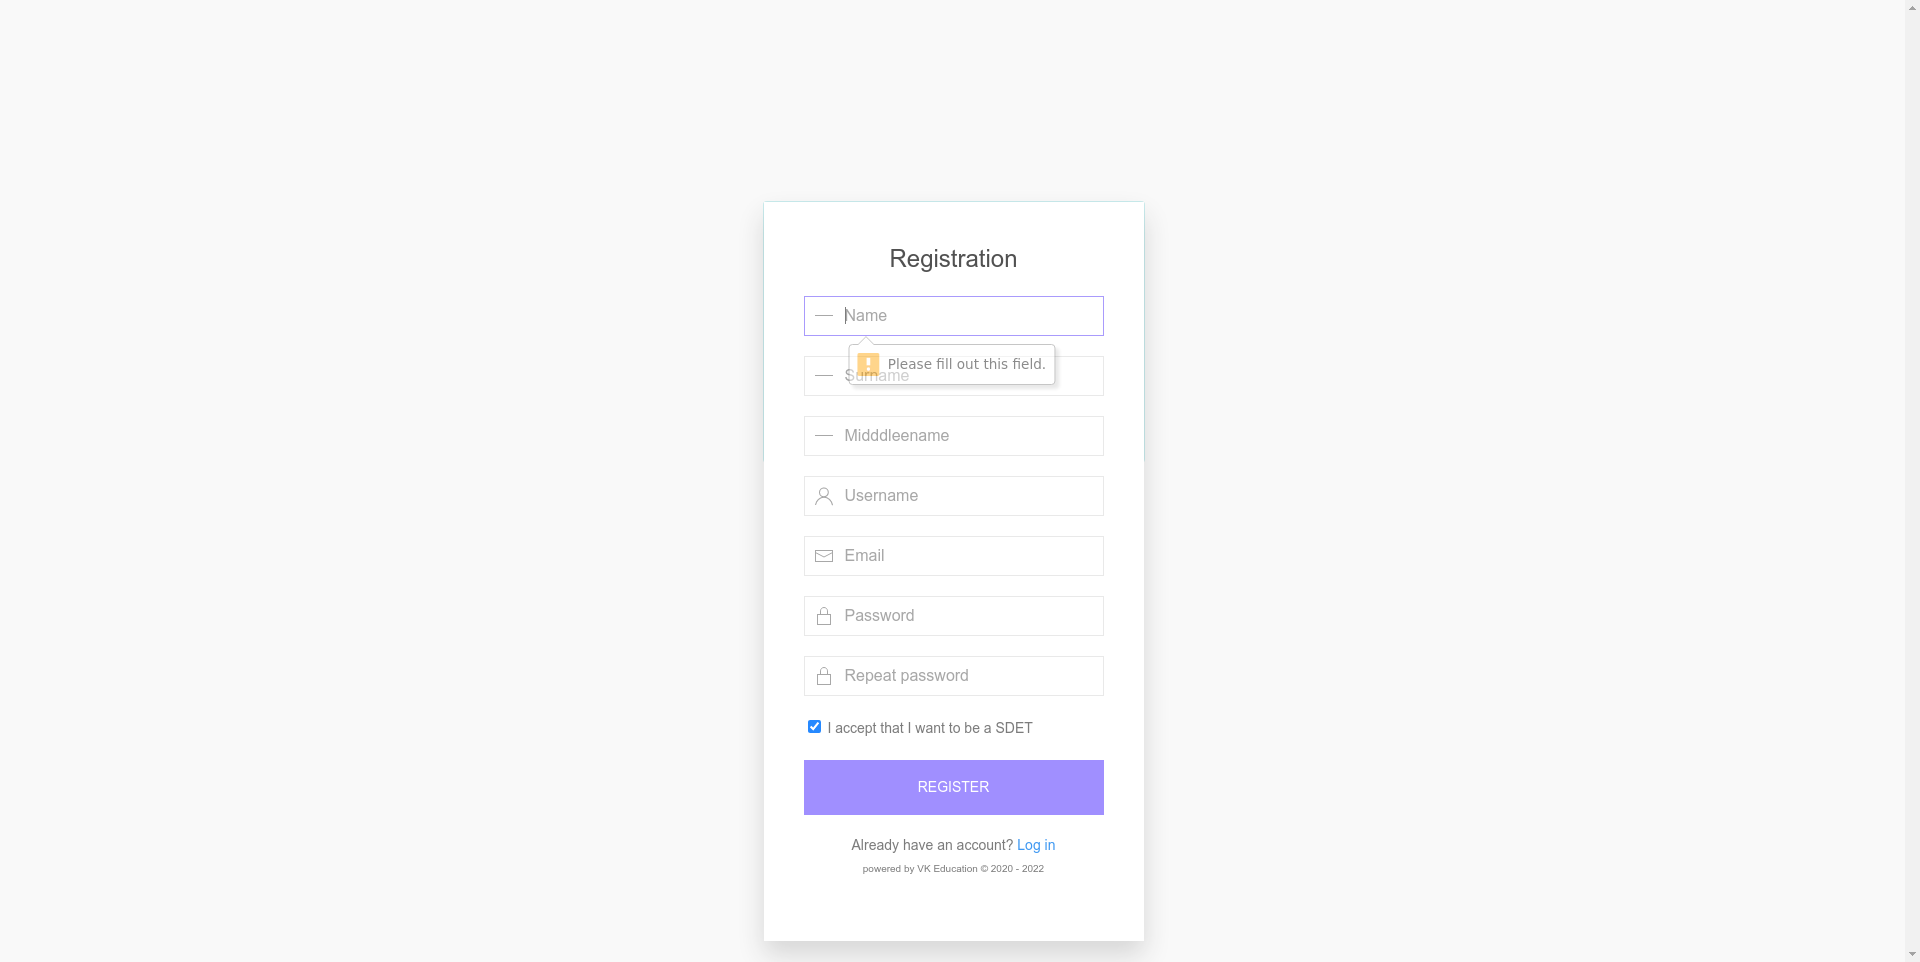 Registration
Name
Please fill out this field.
Surname
Midddleename
Username
Email
Password
Repeat password
I accept that I want to be a SDET
REGISTER
Already have an account? Log in
powered by VK Education © 2020 - 2022